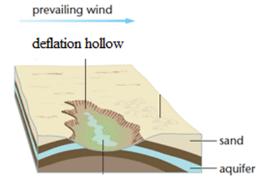 prevailing wind
deflation hollow
sand
aquifer